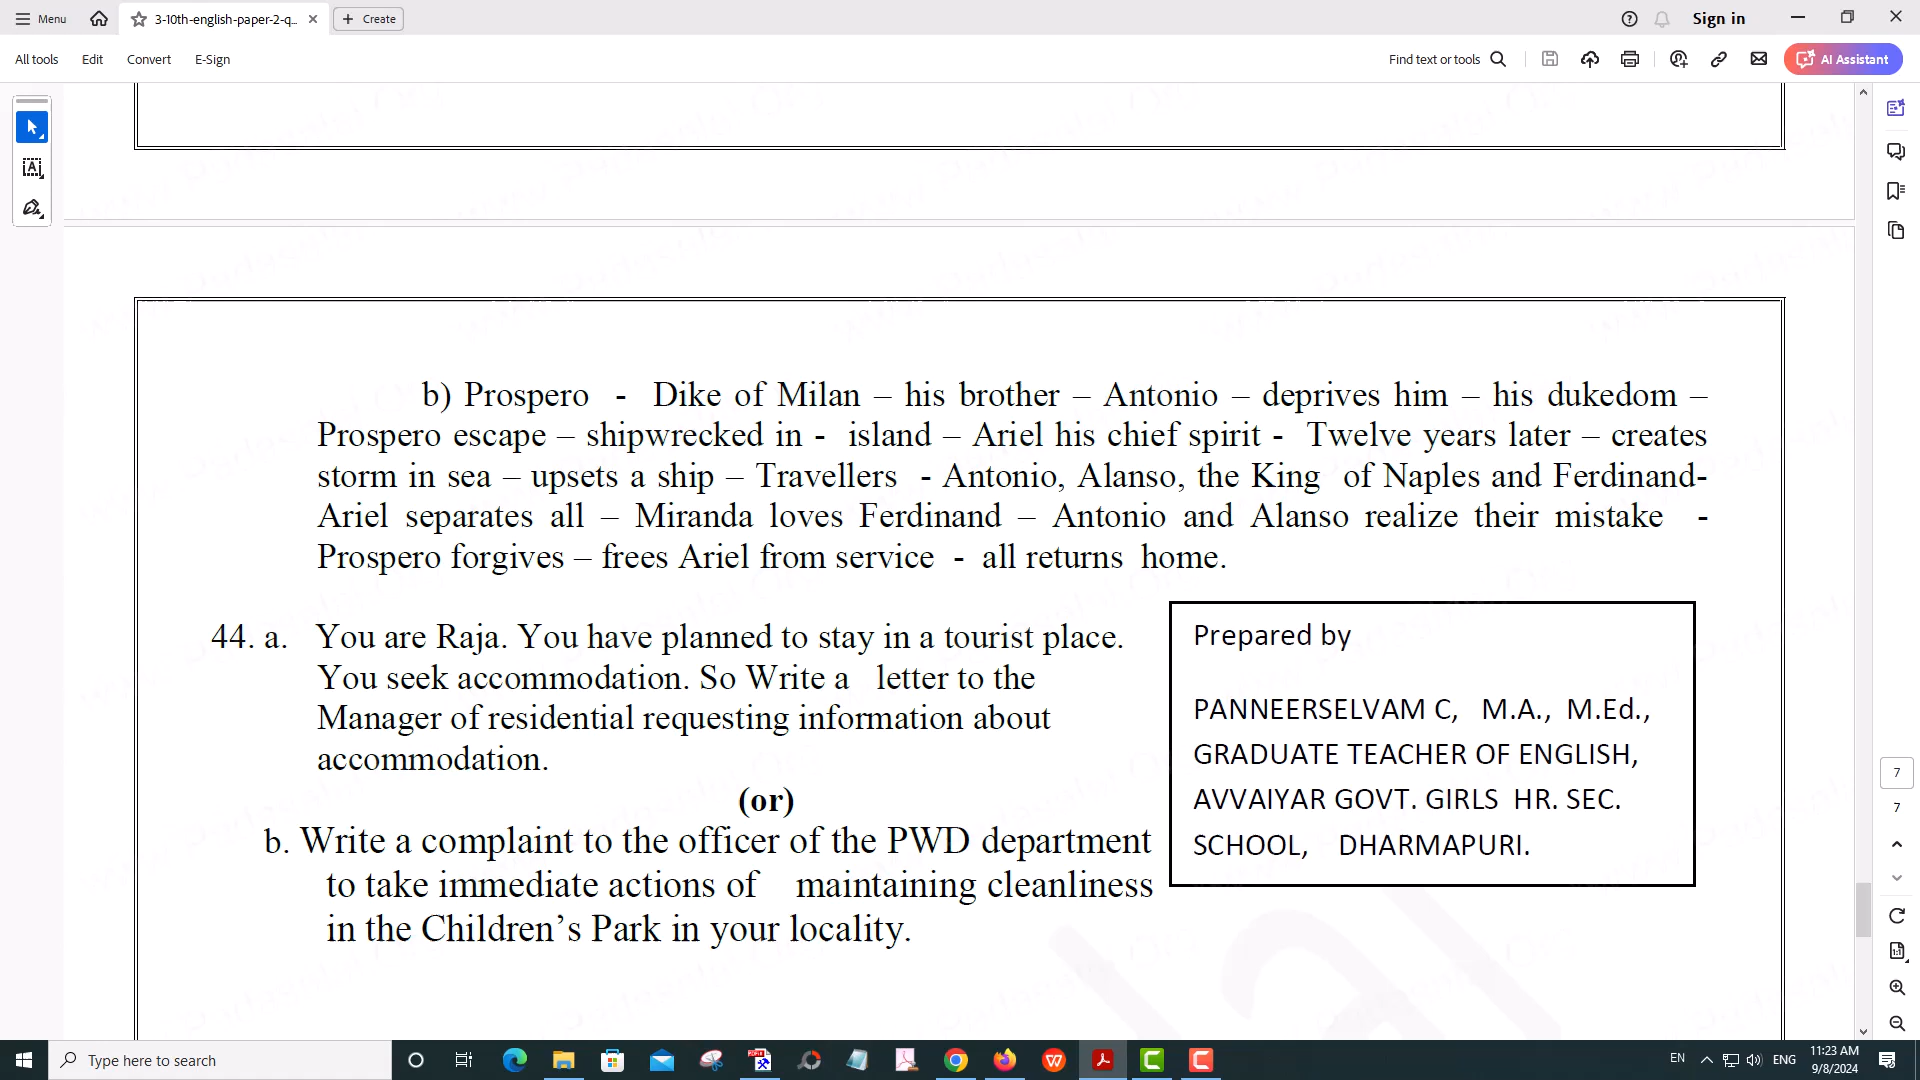 Menu
3-10th-english-paper-2-q...
Create
Sign in
All tools
Edit
Convert
E-Sign
Find text or tools
AI Assistant
b) Prospero - Dike of Milan – his brother – Antonio – deprives him – his dukedom –
Prospero escape – shipwrecked in - island – Ariel his chief spirit - Twelve years later – creates
storm in sea – upsets a ship – Travellers - Antonio, Alanso, the King of Naples and Ferdinand-
Ariel separates all – Miranda loves Ferdinand – Antonio and Alanso realize their mistake -
Prospero forgives – frees Ariel from service - all returns home.
44. a. You are Raja. You have planned to stay in a tourist place.
You seek accommodation. So Write a letter to the
Manager of residential requesting information about
accommodation.
(or)
b. Write a complaint to the officer of the PWD department
to take immediate actions of maintaining cleanliness
in the Children's Park in your locality.
Prepared by
PANNEERSELVAM C, M.A., M.Ed.,
GRADUATE TEACHER OF ENGLISH,
AVVAIYAR GOVT. GIRLS HR. SEC.
SCHOOL, DHARMAPURI.
7
7
Type here to search
EN
ENG
11:23 AM
9/8/2024